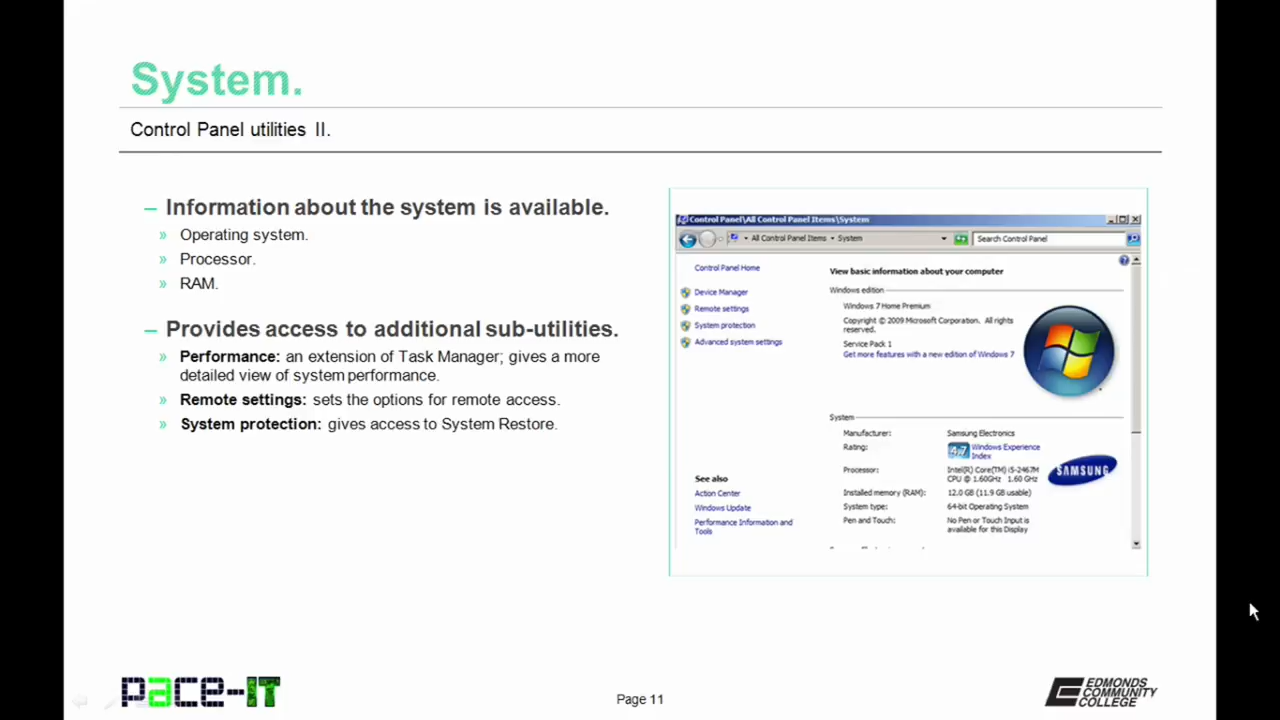 System.
Control Panel utilities II.
– Information about the system is available.
» Operating system.
» Processor.
» RAM.
– Provides access to additional sub-utilities.
» Performance: an extension of Task Manager; gives a more
detailed view of system performance.
» Remote settings: sets the options for remote access.
» System protection: gives access to System Restore.
Control Panel\All Control Panel Items\System
All Control Panel Items
System
Search Control Panel
Control Panel Home
Device Manager
Remote settings
System protection
Advanced system settings
See also
Action Center
Windows Update
Performance Information and
Tools
View basic information about your computer
Windows edition
Windows 7 Home Premium
Copyright © 2009 Microsoft Corporation. All rights
reserved.
Service Pack 1
Get more features with a new edition of Windows 7
System
Manufacturer: Samsung Electronics
Rating: 4.7 Windows Experience
Index
Processor: Intel(R) Core(TM) i5-2467M
CPU @ 1.60GHz 1.60 GHz
Installed memory (RAM): 12.0 GB (11.9 GB usable)
System type: 64-bit Operating System
Pen and Touch: No Pen or Touch Input is
available for this Display
SAMSUNG
pace-IT
Page 11
EDMONDS
COMMUNITY
COLLEGE